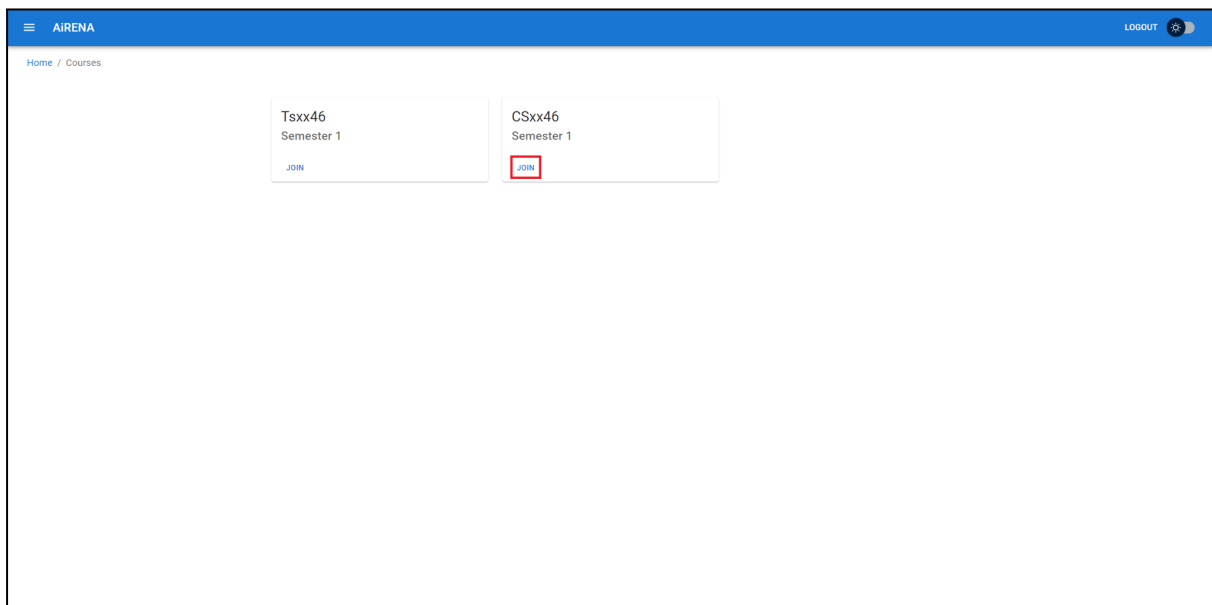 AiRENA
LOGOUT
Home / Courses
Tsxx46
Semester 1
JOIN
CSxx46
Semester 1
JOIN